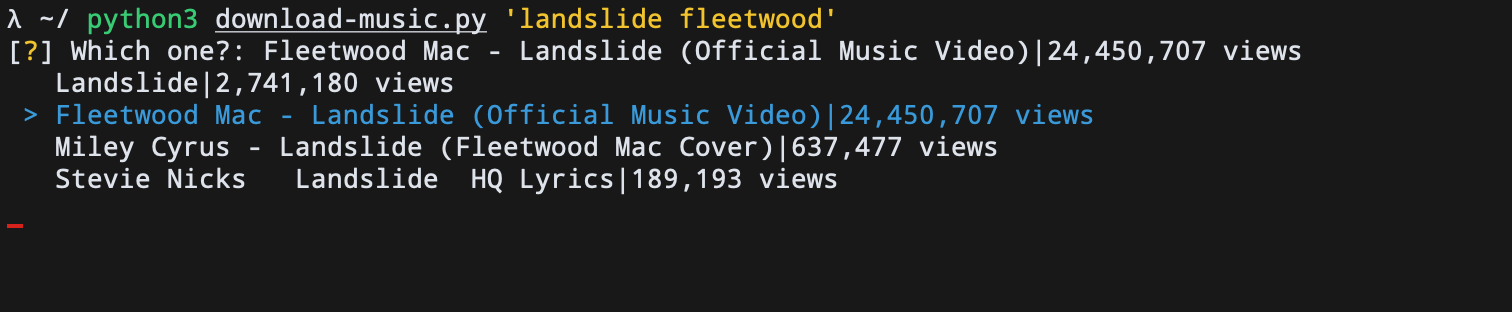 λ ~/ python3 download-music.py 'landslide fleetwood'
[?] Which one?: Fleetwood Mac - Landslide (Official Music Video)|24,450,707 views
Landslide|2,741,180 views
> Fleetwood Mac - Landslide (Official Music Video)|24,450,707 views
Miley Cyrus - Landslide (Fleetwood Mac Cover)|637,477 views
Stevie Nicks   Landslide  HQ Lyrics|189,193 views